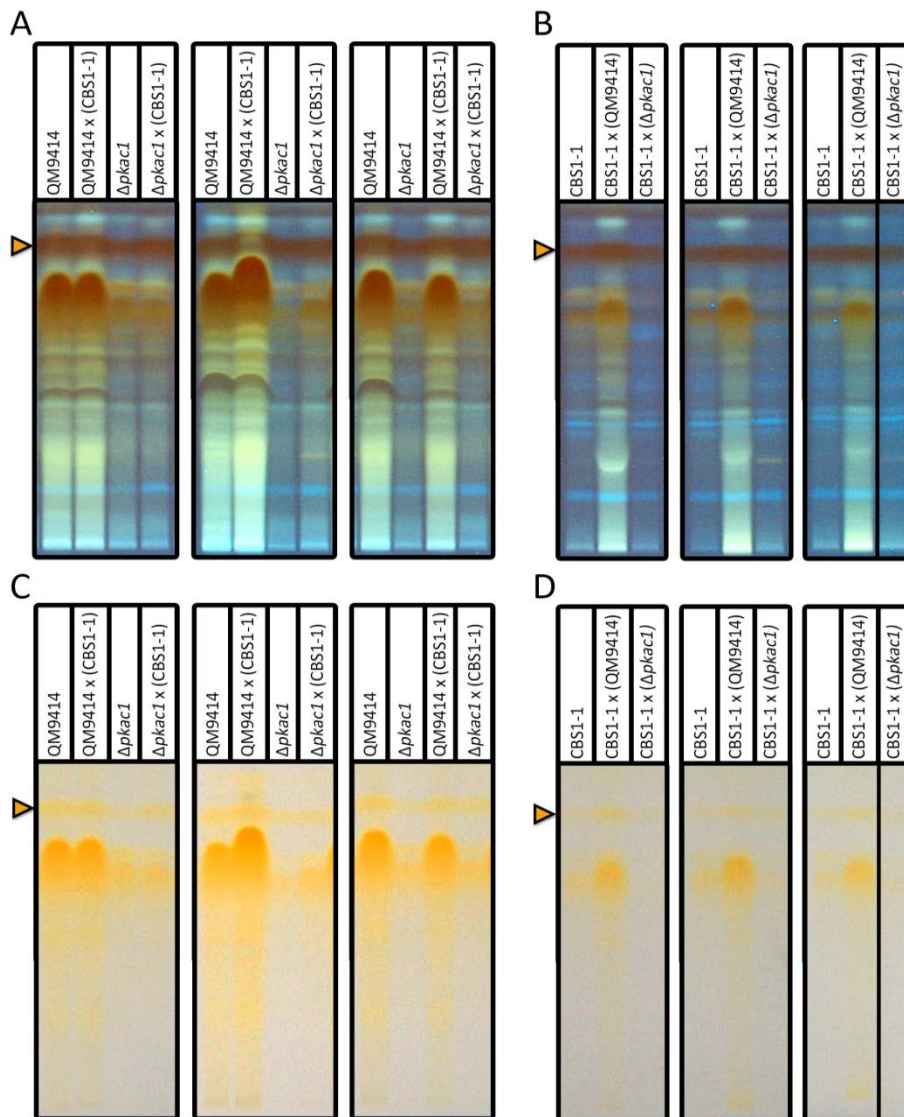 A
QM9414
QM9414 x (CBS1-1)
Δpkac1
Δpkac1 x (CBS1-1)
QM9414
QM9414 x (CBS1-1)
Δpkac1
Δpkac1 x (CBS1-1)
QM9414
Δpkac1
QM9414 x (CBS1-1)
Δpkac1 x (CBS1-1)
B
CBS1-1
CBS1-1 x (QM9414)
CBS1-1 x (Δpkac1)
CBS1-1
CBS1-1 x (QM9414)
CBS1-1 x (Δpkac1)
CBS1-1
CBS1-1 x (QM9414)
CBS1-1 x (Δpkac1)
C
QM9414
QM9414 x (CBS1-1)
Δpkac1
Δpkac1 x (CBS1-1)
QM9414
QM9414 x (CBS1-1)
Δpkac1
Δpkac1 x (CBS1-1)
QM9414
Δpkac1
QM9414 x (CBS1-1)
Δpkac1 x (CBS1-1)
D
CBS1-1
CBS1-1 x (QM9414)
CBS1-1 x (Δpkac1)
CBS1-1
CBS1-1 x (QM9414)
CBS1-1 x (Δpkac1)
CBS1-1
CBS1-1 x (QM9414)
CBS1-1 x (Δpkac1)